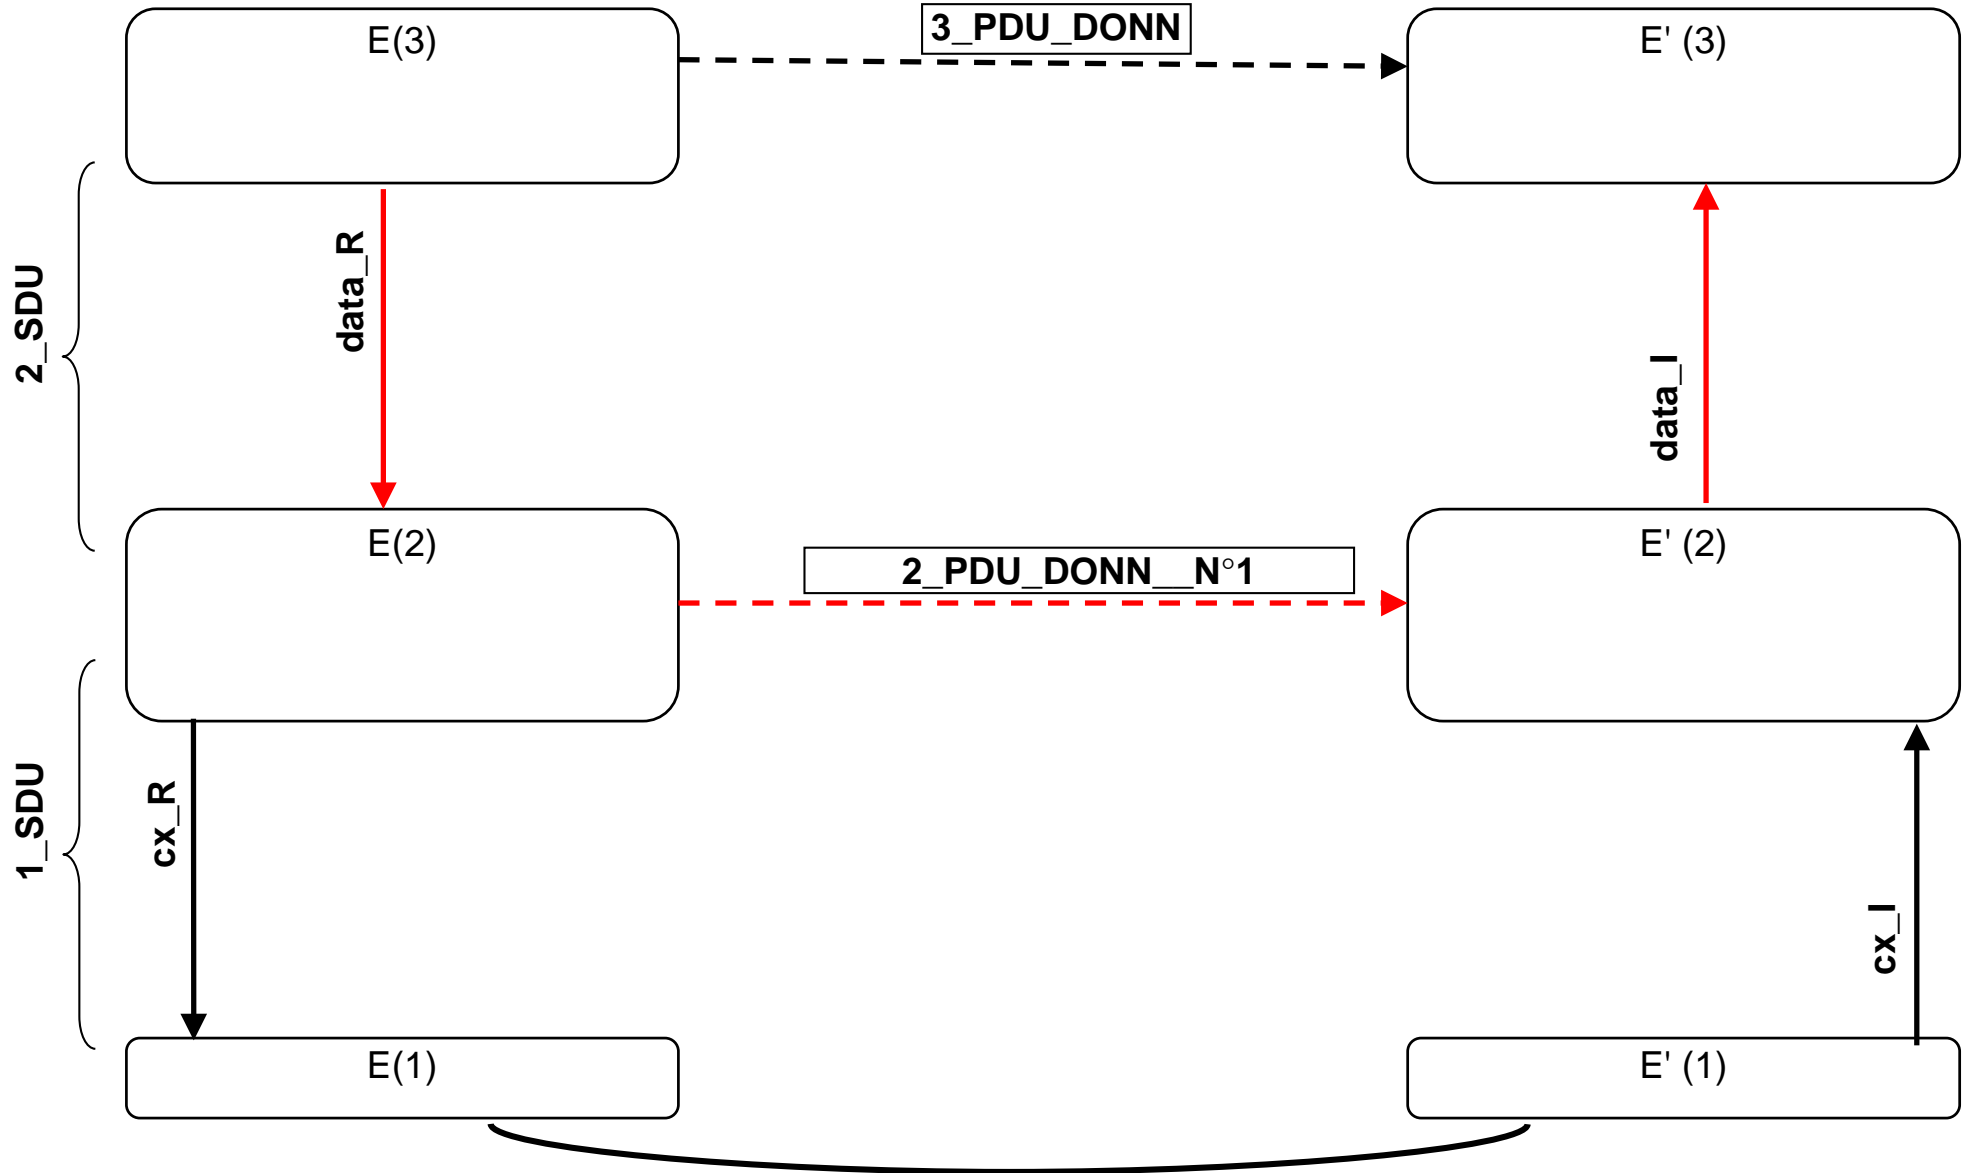 E(3)
3_PDU_DONN
E' (3)
2_SDU
data_R
data_I
E(2)
2_PDU_DONN__N°1
E' (2)
1_SDU
cx_R
cx_I
E(1)
E' (1)